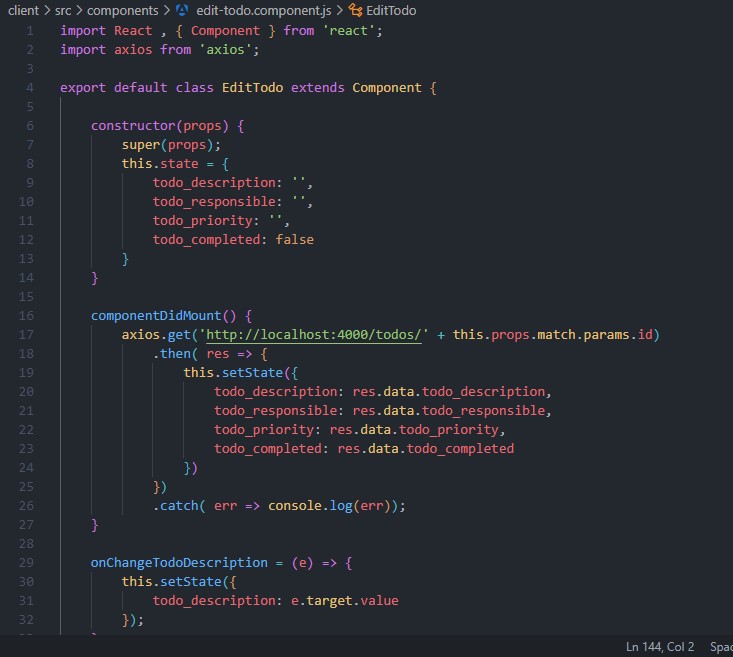 client > src > components > edit-todo.component.js > EditTodo
1 import React , { Component } from 'react';
2 import axios from 'axios';
3
4 export default class EditTodo extends Component {
5
6 constructor(props) {
7 super(props);
8 this.state = {
9 todo_description: '',
10 todo_responsible: '',
11 todo_priority: '',
12 todo_completed: false
13 }
14 }
15
16 componentDidMount() {
17 axios.get('http://localhost:4000/todos/' + this.props.match.params.id)
18 .then( res => {
19 this.setState({
20 todo_description: res.data.todo_description,
21 todo_responsible: res.data.todo_responsible,
22 todo_priority: res.data.todo_priority,
23 todo_completed: res.data.todo_completed
24 })
25 })
26 .catch( err => console.log(err));
27 }
28
29 onChangeTodoDescription = (e) => {
30 this.setState({
31 todo_description: e.target.value
32 });
Ln 144, Col 2 Spac